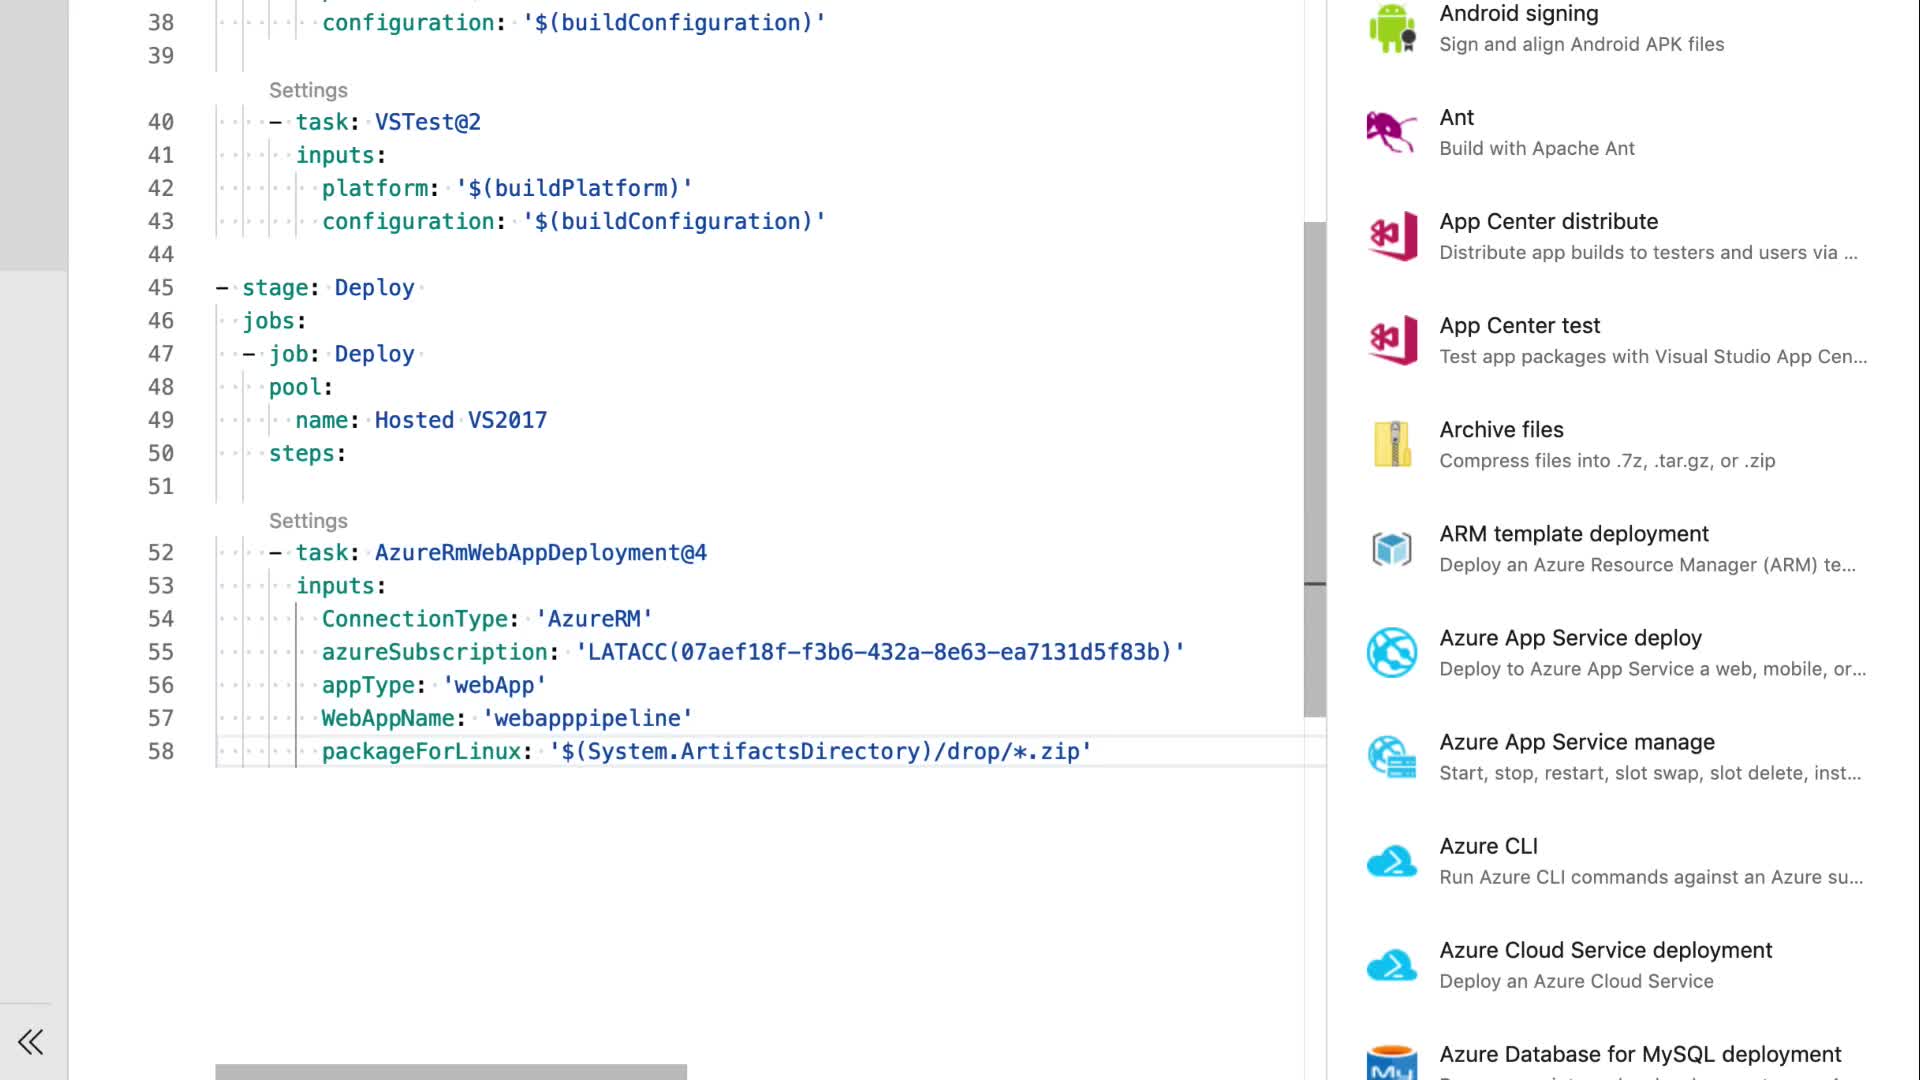 38 configuration: '$(buildConfiguration)'
39
Settings
40 - task: VSTest@2
41 inputs:
42 platform: '$(buildPlatform)'
43 configuration: '$(buildConfiguration)'
44
45 - stage: Deploy
46 jobs:
47 - job: Deploy
48 pool:
49 name: Hosted VS2017
50 steps:
51
Settings
52 - task: AzureRmWebAppDeployment@4
53 inputs:
54 ConnectionType: 'AzureRM'
55 azureSubscription: 'LATACC(07aef18f-f3b6-432a-8e63-ea7131d5f83b)'
56 appType: 'webApp'
57 WebAppName: 'webapppipeline'
58 packageForLinux: '$(System.ArtifactsDirectory)/drop/*.zip'
Android signing
Sign and align Android APK files
Ant
Build with Apache Ant
App Center distribute
Distribute app builds to testers and users via ...
App Center test
Test app packages with Visual Studio App Cen...
Archive files
Compress files into .7z, .tar.gz, or .zip
ARM template deployment
Deploy an Azure Resource Manager (ARM) te...
Azure App Service deploy
Deploy to Azure App Service a web, mobile, or...
Azure App Service manage
Start, stop, restart, slot swap, slot delete, inst...
Azure CLI
Run Azure CLI commands against an Azure su...
Azure Cloud Service deployment
Deploy an Azure Cloud Service
Azure Database for MySQL deployment
My